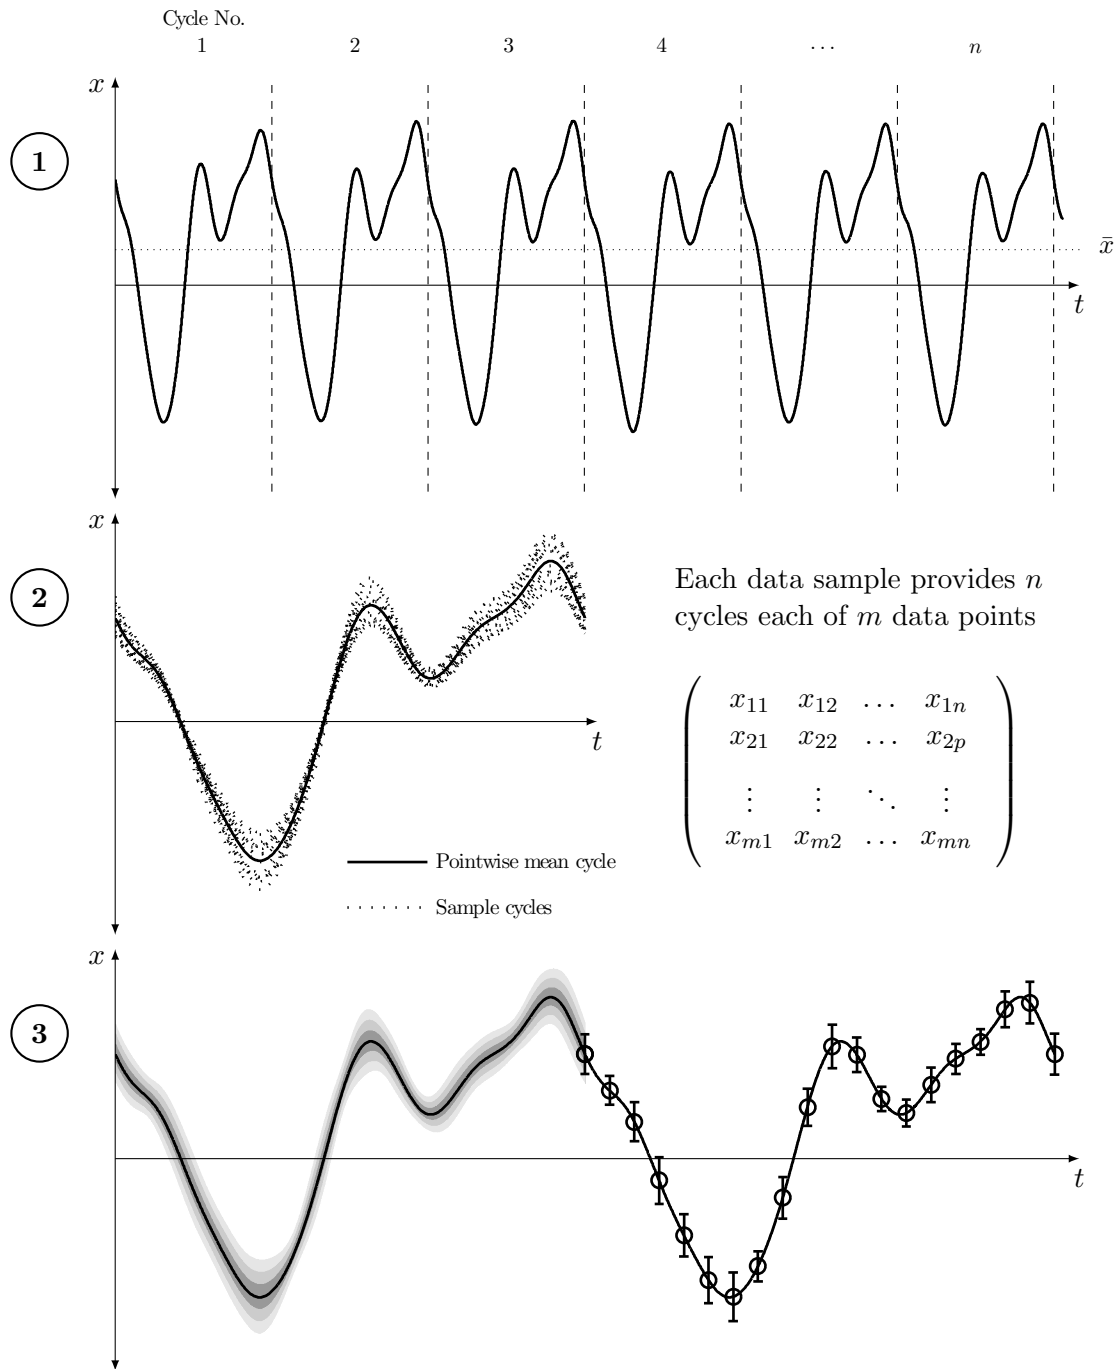 Cycle No.
1 2 3 4 ... n
x
1
x̄
t
x
2
t
Each data sample provides n
cycles each of m data points
x₁₁ x₁₂ … x₁ₙ
x₂₁ x₂₂ … x₂ₚ
⋮ ⋮ ⋱ ⋮
xₘ₁ xₘ₂ … xₘₙ
Pointwise mean cycle
Sample cycles
x
3
t